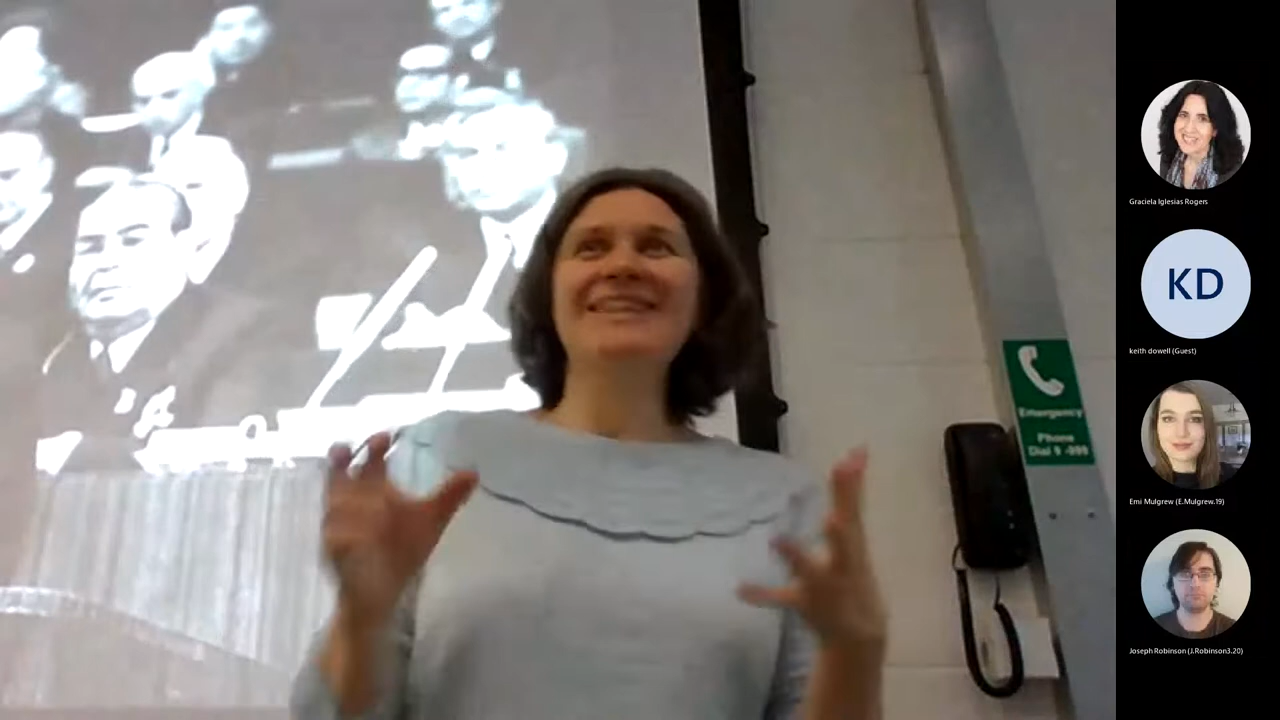 Graciela Iglesias Rogers
KD
keith dowell (Guest)
Emi Mulgrew (E.Mulgrew.19)
Joseph Robinson (J.Robinson3.20)
Emergency
Phone
Dial 9 -999